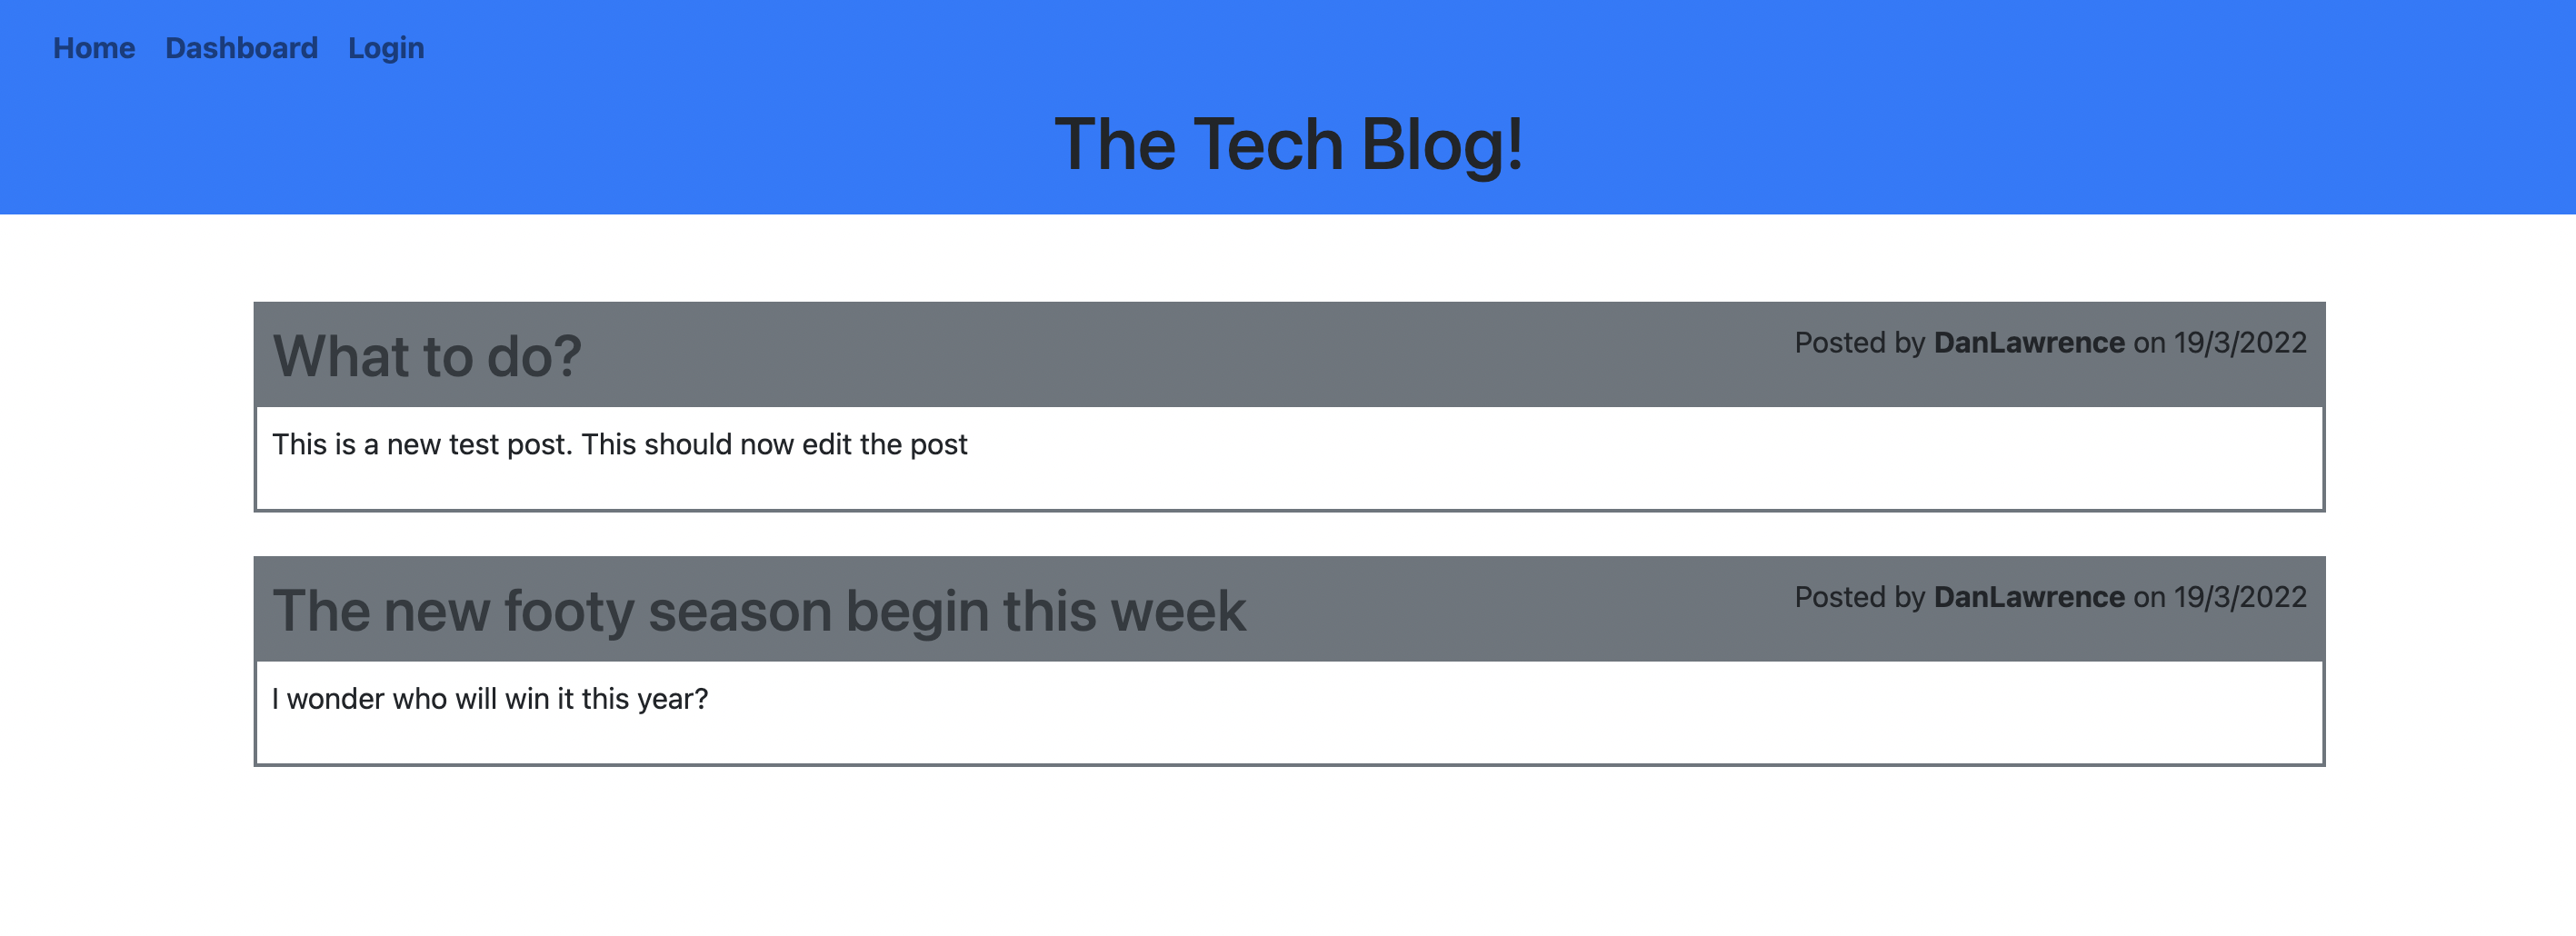 Home Dashboard Login
The Tech Blog!
What to do?
Posted by DanLawrence on 19/3/2022
This is a new test post. This should now edit the post
The new footy season begin this week
Posted by DanLawrence on 19/3/2022
I wonder who will win it this year?